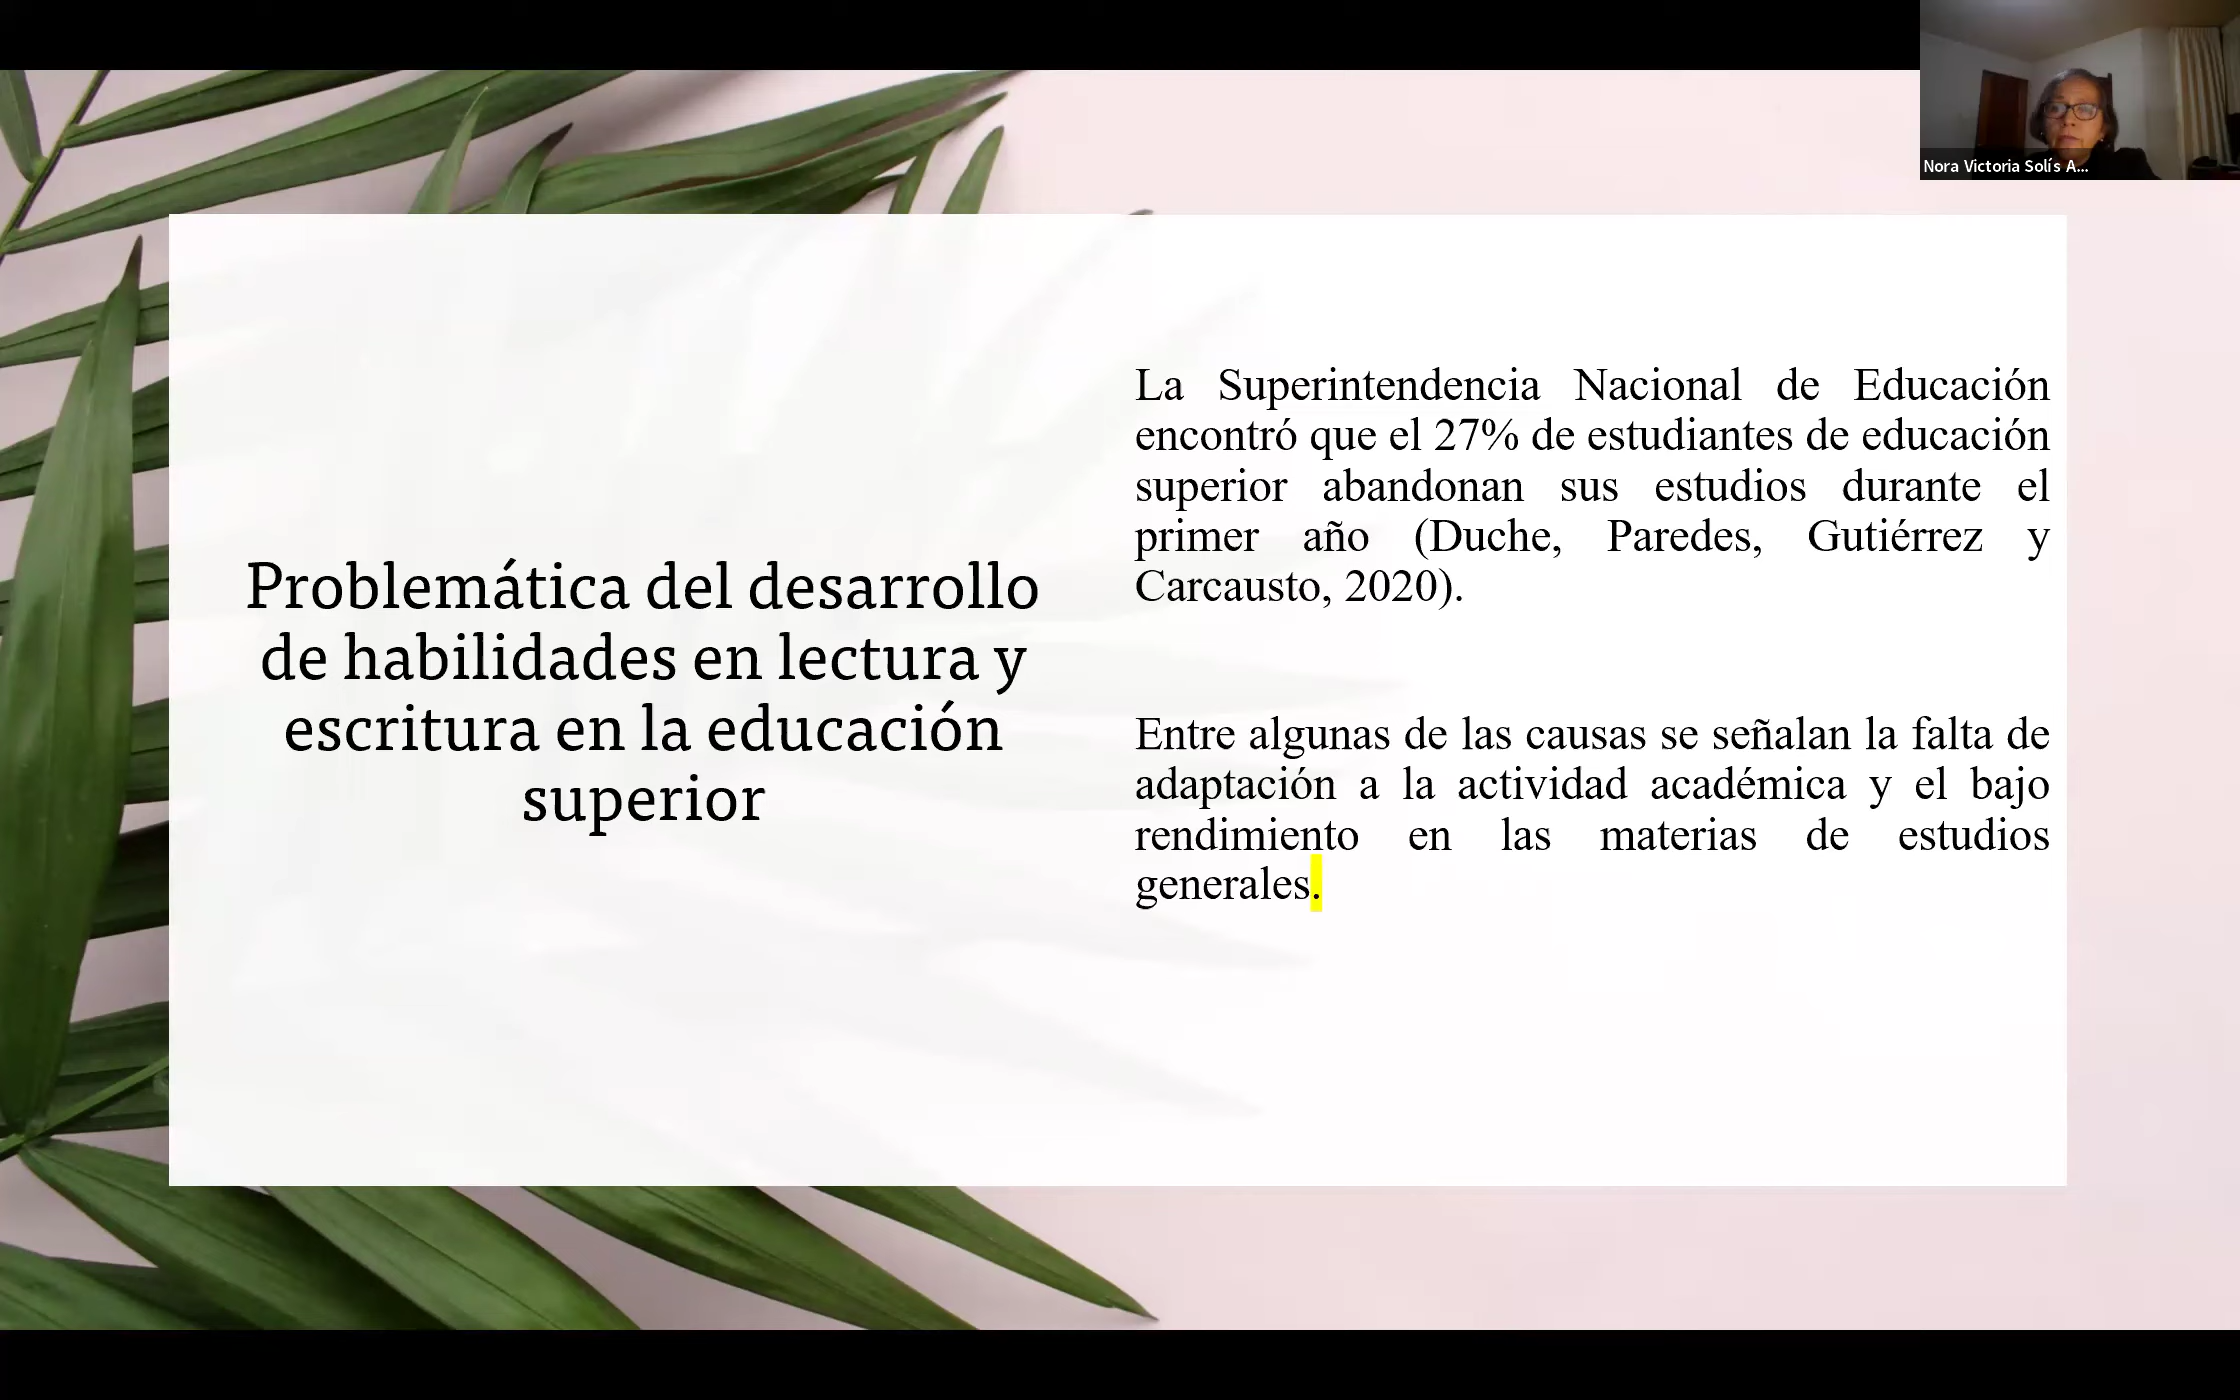 Nora Victoria Solís A...
Problemática del desarrollo
de habilidades en lectura y
escritura en la educación
superior
La Superintendencia Nacional de Educación
encontró que el 27% de estudiantes de educación
superior abandonan sus estudios durante el
primer año (Duche, Paredes, Gutiérrez y
Carcausto, 2020).
Entre algunas de las causas se señalan la falta de
adaptación a la actividad académica y el bajo
rendimiento en las materias de estudios
generales.